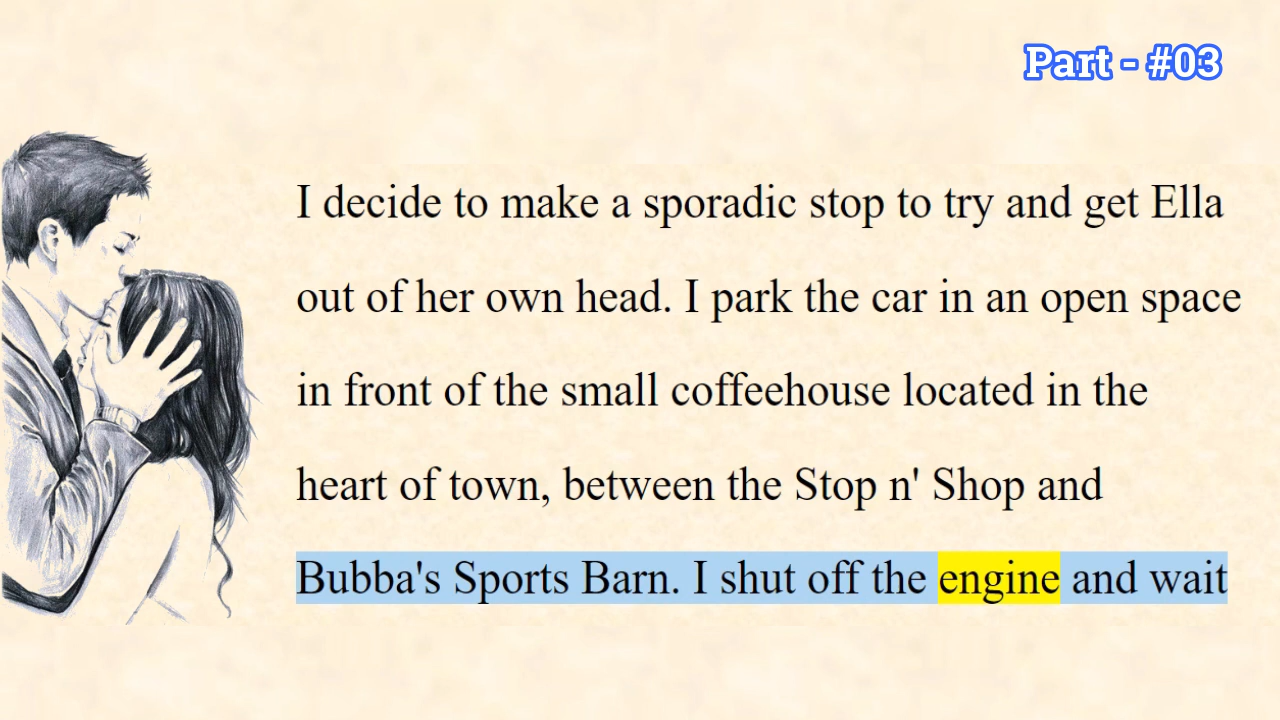 Part - #03
I decide to make a sporadic stop to try and get Ella
out of her own head. I park the car in an open space
in front of the small coffeehouse located in the
heart of town, between the Stop n' Shop and
Bubba's Sports Barn. I shut off the engine and wait